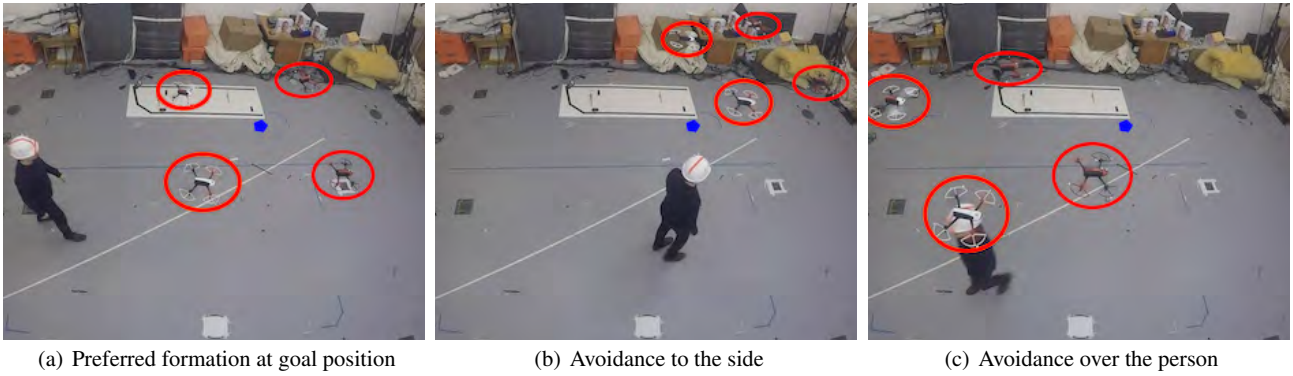 (a) Preferred formation at goal position
(b) Avoidance to the side
(c) Avoidance over the person